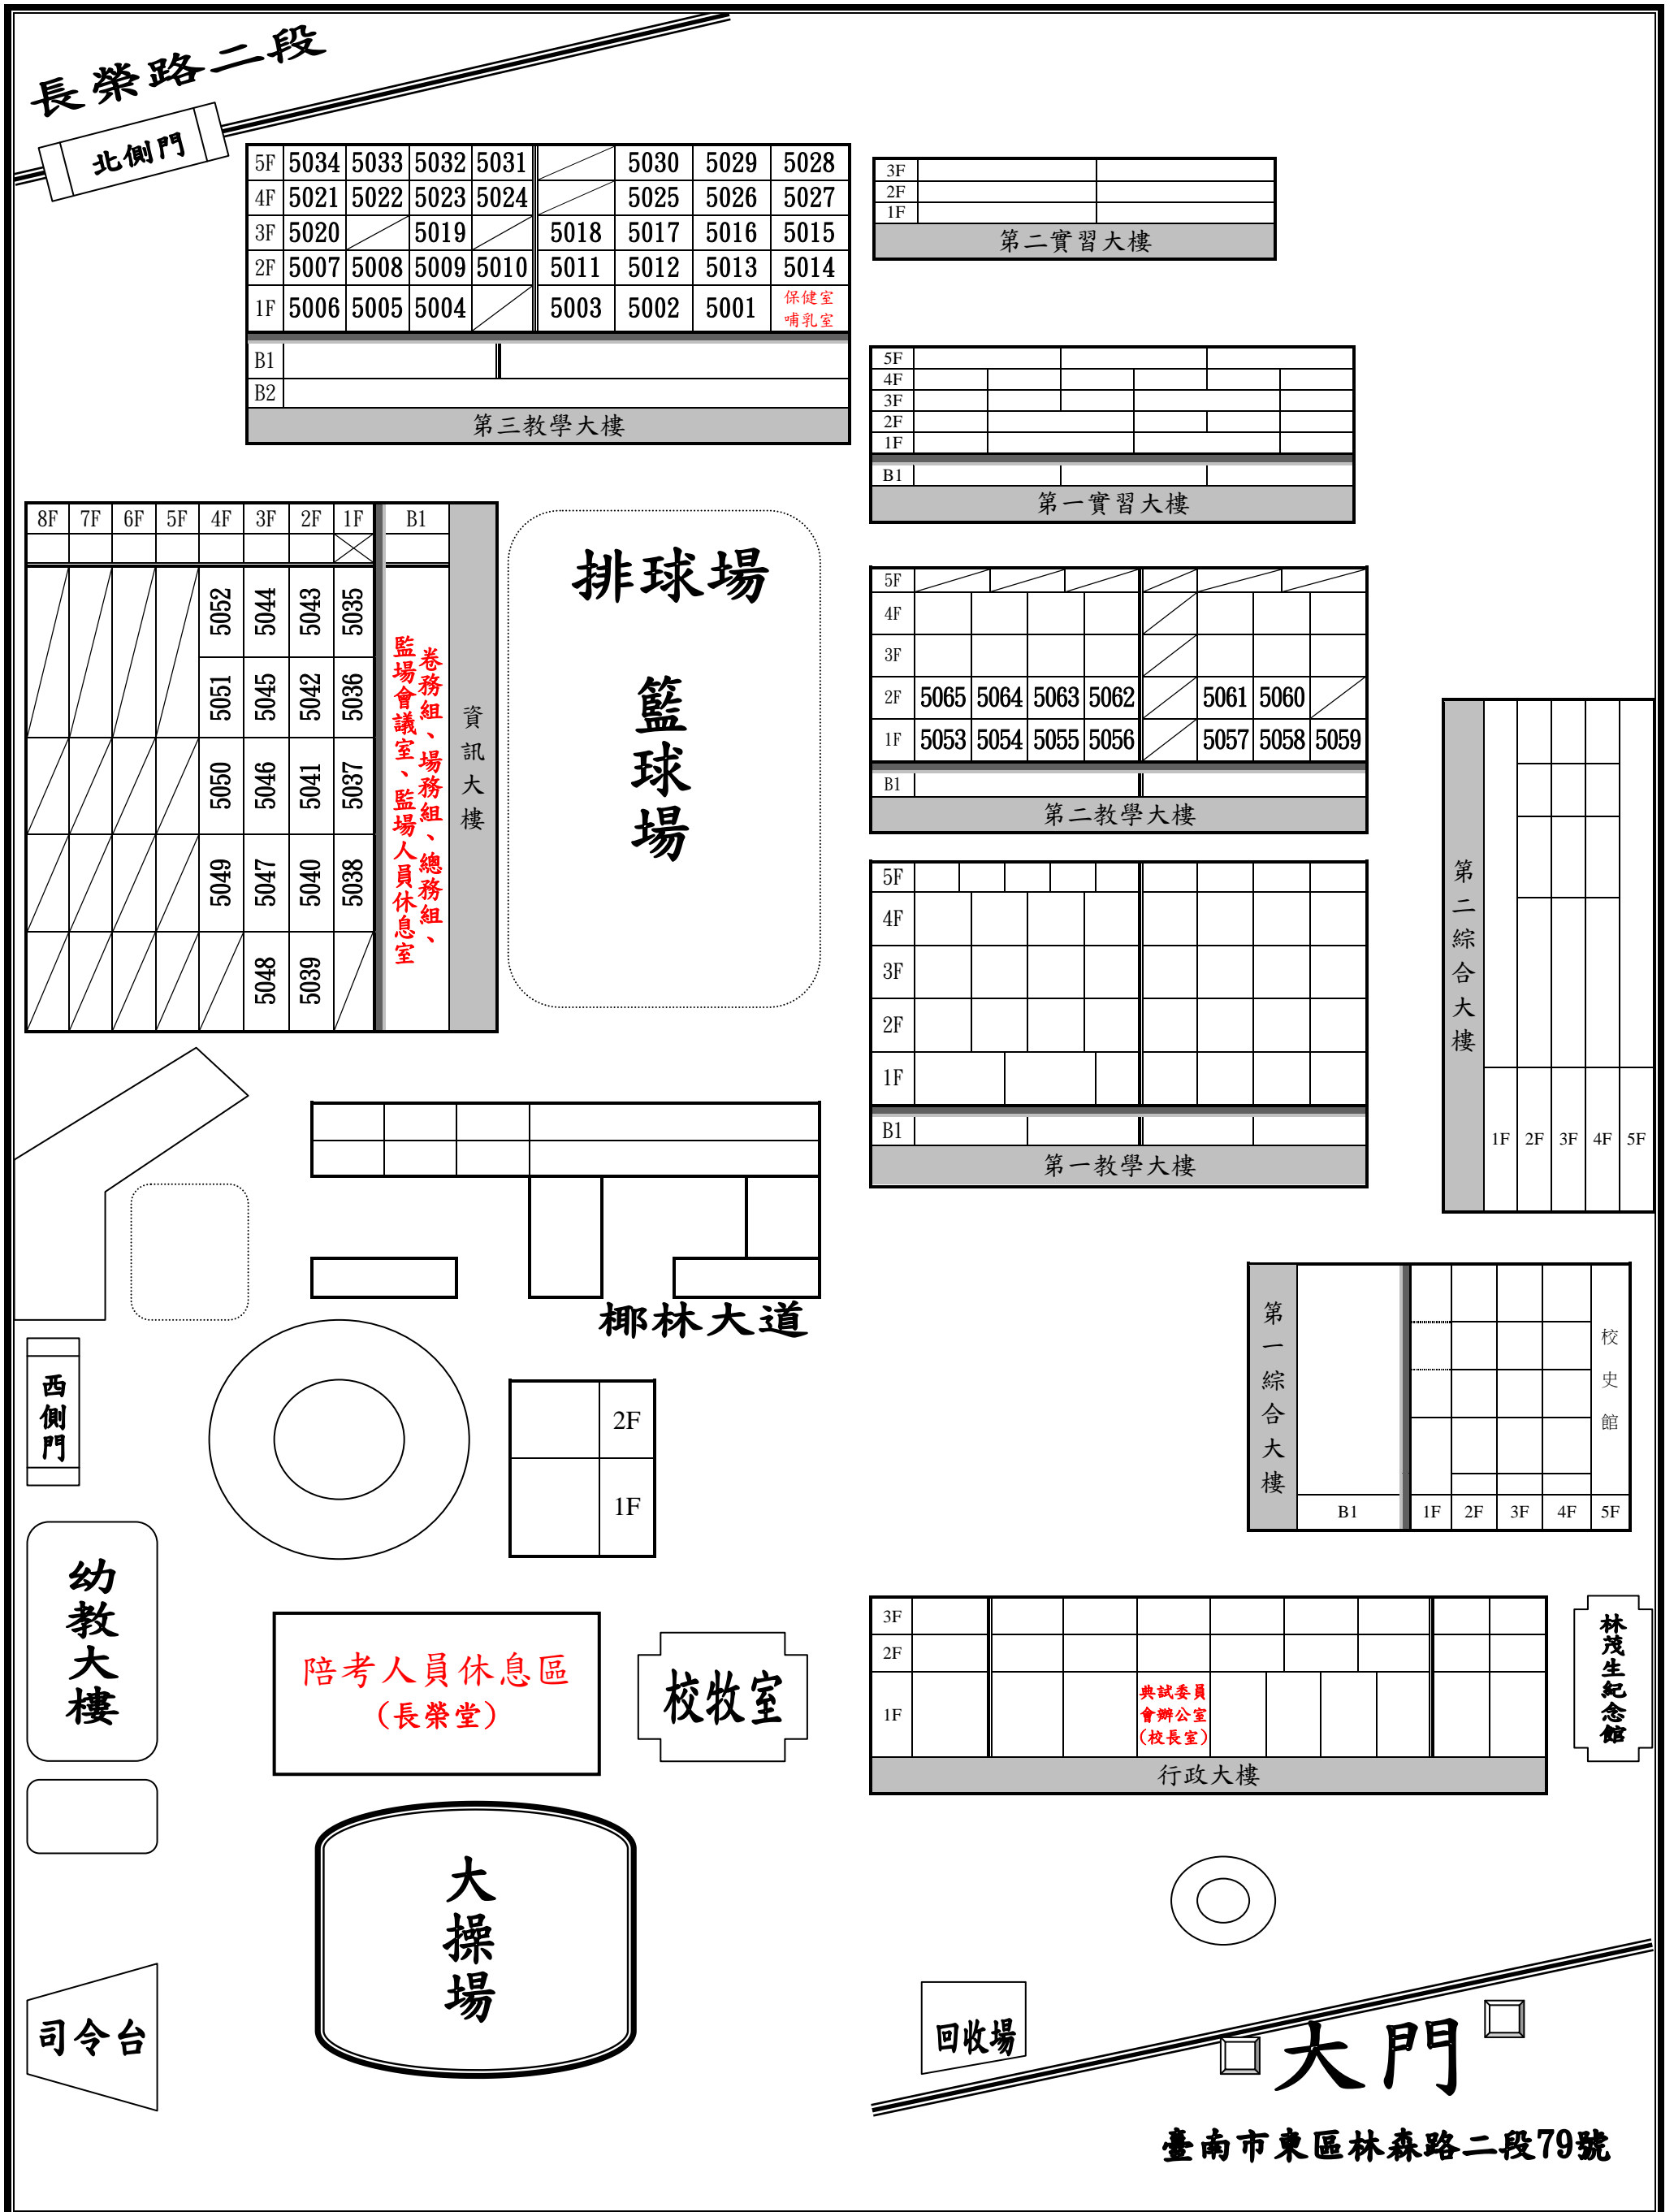 長榮路二段
北側門
5F 5034 5033 5032 5031 5030 5029 5028
4F 5021 5022 5023 5024 5025 5026 5027
3F 5020 5019 5018 5017 5016 5015
2F 5007 5008 5009 5010 5011 5012 5013 5014
1F 5006 5005 5004 5003 5002 5001 保健室
哺乳室
B1
B2
第三教學大樓
3F
2F
1F
第二實習大樓
5F
4F
3F
2F
1F
B1
第一實習大樓
8F 7F 6F 5F 4F 3F 2F 1F B1
5052 5044 5043 5035
5051 5045 5042 5036
5050 5046 5041 5037
5049 5047 5040 5038
5048 5039
卷務組、場務組、總務組、
監場會議室、監場人員休息室
資訊大樓
排球場
籃球場
5F
4F
3F
2F 5065 5064 5063 5062 5061 5060
1F 5053 5054 5055 5056 5057 5058 5059
B1
第二教學大樓
5F
4F
3F
2F
1F
B1
第一教學大樓
第二綜合大樓
1F 2F 3F 4F 5F
椰林大道
第一綜合大樓
校史館
B1 1F 2F 3F 4F 5F
西側門
2F
1F
幼教大樓
陪考人員休息區
(長榮堂)
校牧室
3F
2F
1F
典試委員
會辦公室
(校長室)
行政大樓
林茂生紀念館
大操場
司令台
回收場
大門
臺南市東區林森路二段79號